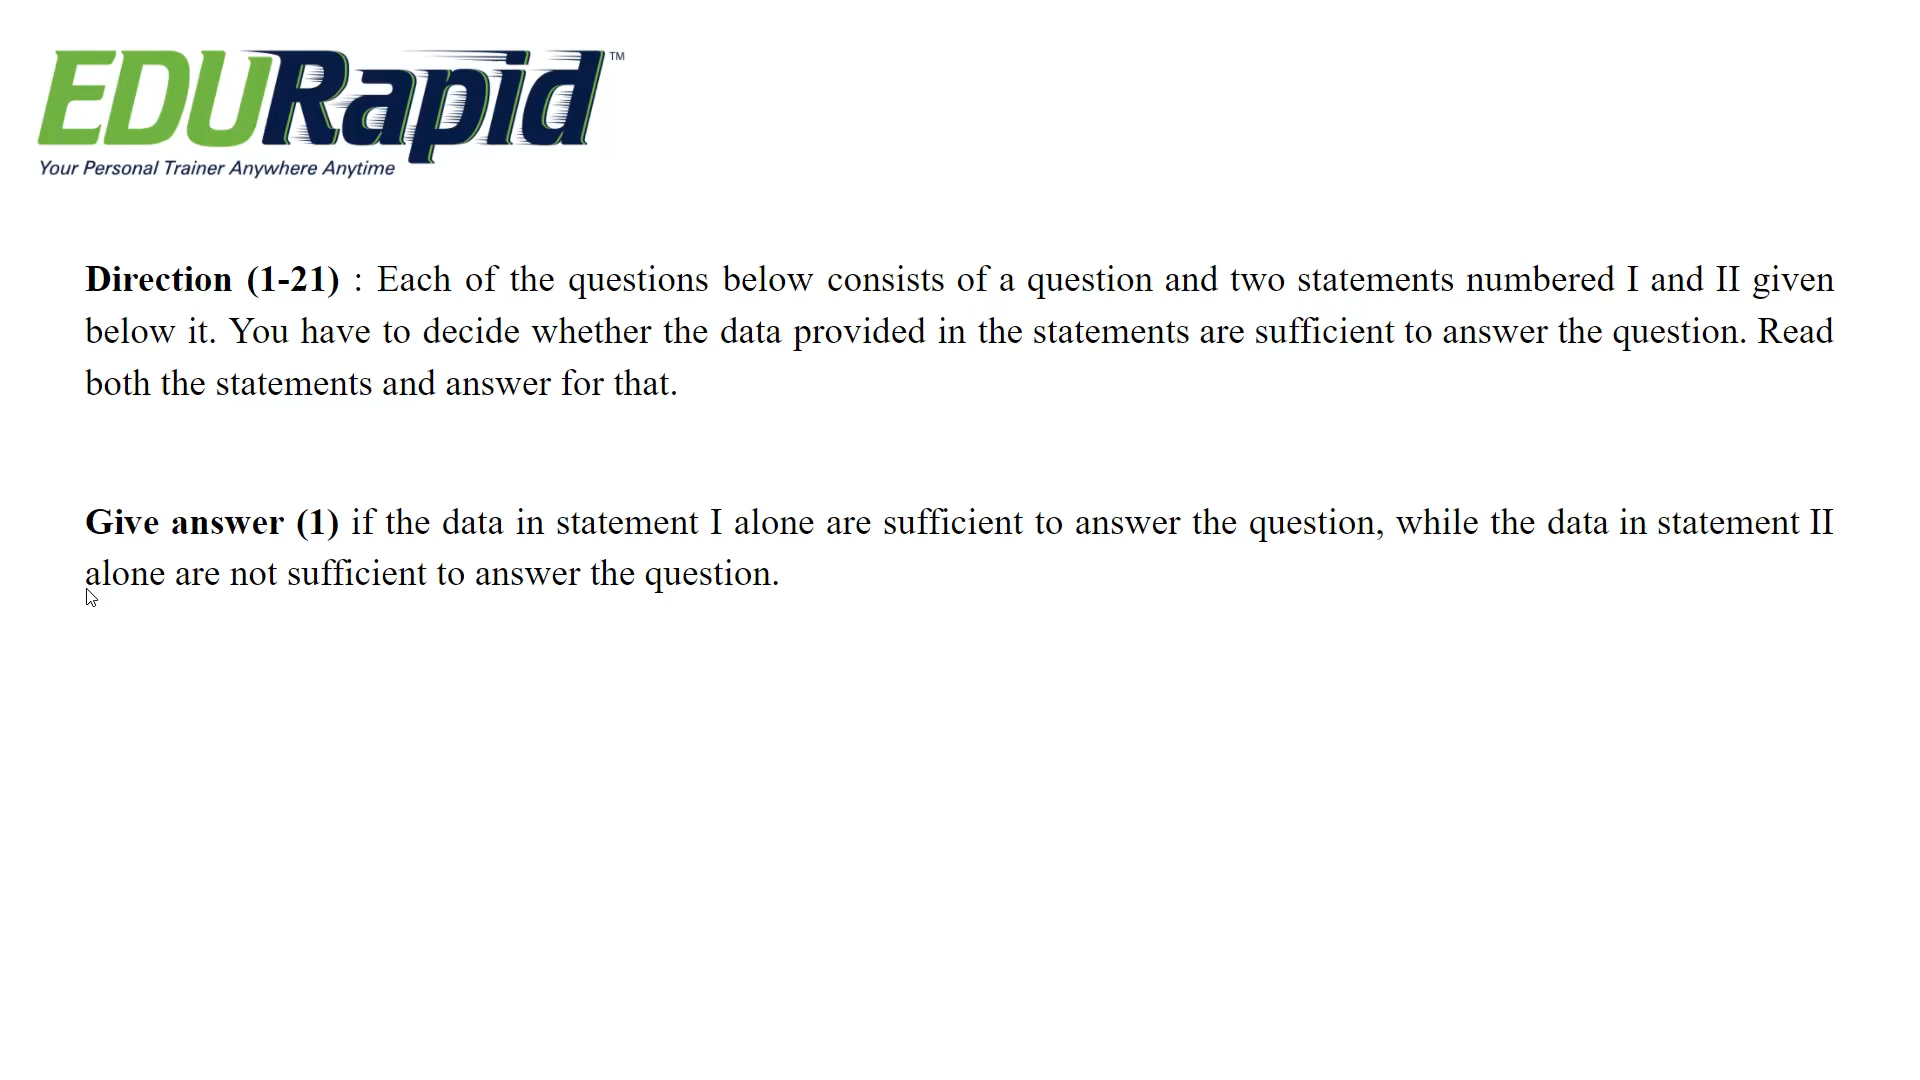 EDURapid™
Your Personal Trainer Anywhere Anytime
Direction (1-21) : Each of the questions below consists of a question and two statements numbered I and II given
below it. You have to decide whether the data provided in the statements are sufficient to answer the question. Read
both the statements and answer for that.
Give answer (1) if the data in statement I alone are sufficient to answer the question, while the data in statement II
alone are not sufficient to answer the question.